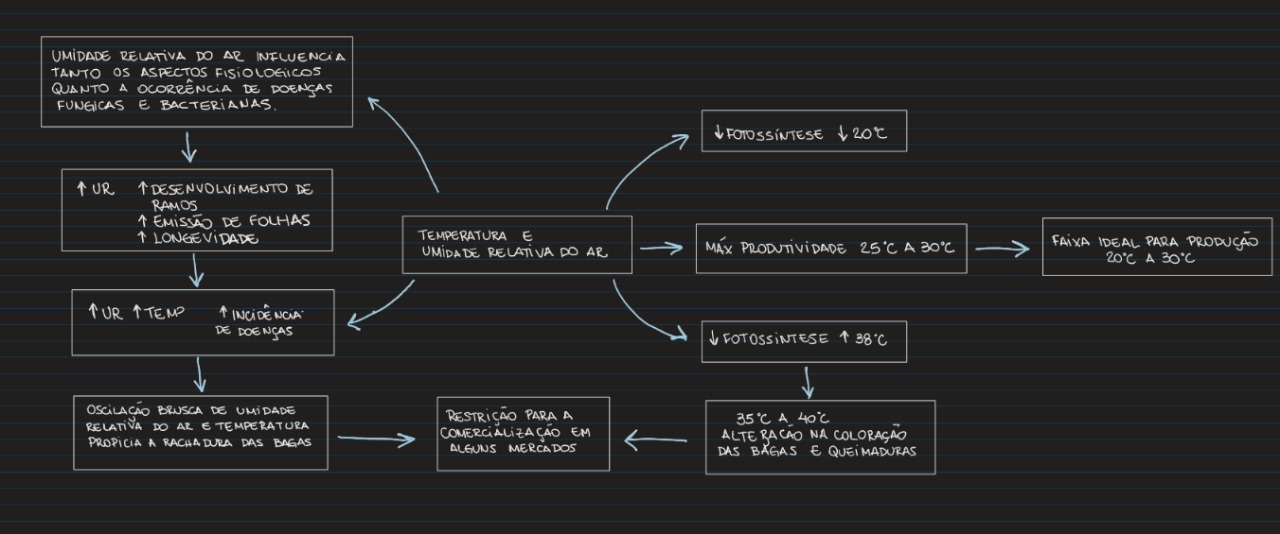 UMIDADE RELATIVA DO AR INFLUENCIA
TANTO OS ASPECTOS FISIOLOGICOS
QUANTO A OCORRÊNCIA DE DOENÇAS
FUNGICAS E BACTERIANAS.
↑ UR ↑ DESENVOLVIMENTO DE
RAMOS
↑ EMISSÃO DE FOLHAS
↑ LONGEVIDADE
↑ UR ↑ TEMP ↑ INCIDÊNCIA
DE DOENÇAS
OSCILAÇÃO BRUSCA DE UMIDADE
RELATIVA DO AR E TEMPERATURA
PROPICIA A RACHADURA DAS BAGAS
TEMPERATURA E
UMIDADE RELATIVA DO AR
RESTRIÇÃO PARA A
COMERCIALIZAÇÃO EM
ALGUNS MERCADOS
↓ FOTOSSÍNTESE ↓ 20°C
MÁX PRODUTIVIDADE 25°C A 30°C
FAIXA IDEAL PARA PRODUÇÃO
20°C A 30°C
↓ FOTOSSÍNTESE ↑ 38°C
35°C A 40°C
ALTERAÇÃO NA COLORAÇÃO
DAS BAGAS E QUEIMADURAS